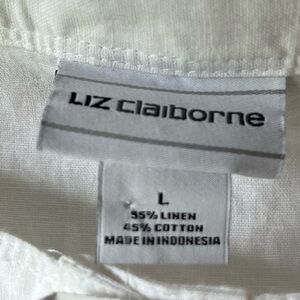 LIZ claiborne
L
55% LINEN
45% COTTON
MADE IN INDONESIA